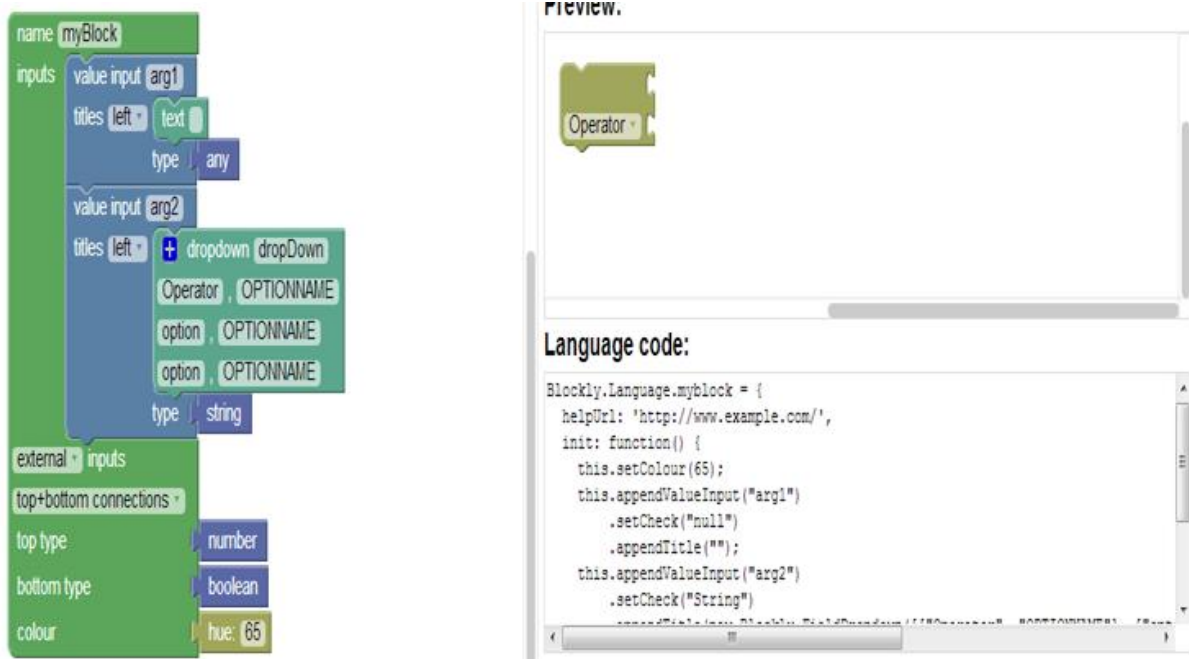 name myBlock
inputs value input arg1
titles left text
type any
value input arg2
titles left + dropdown dropDown
Operator , OPTIONNAME
option , OPTIONNAME
option , OPTIONNAME
type string
external inputs
top+bottom connections
top type number
bottom type boolean
colour hue: 65
Preview:
Operator
Language code:
Blockly.Language.myblock = {
helpUrl: 'http://www.example.com/',
init: function() {
this.setColour(65);
this.appendValueInput("arg1")
.setCheck("null")
.appendTitle("");
this.appendValueInput("arg2")
.setCheck("String")